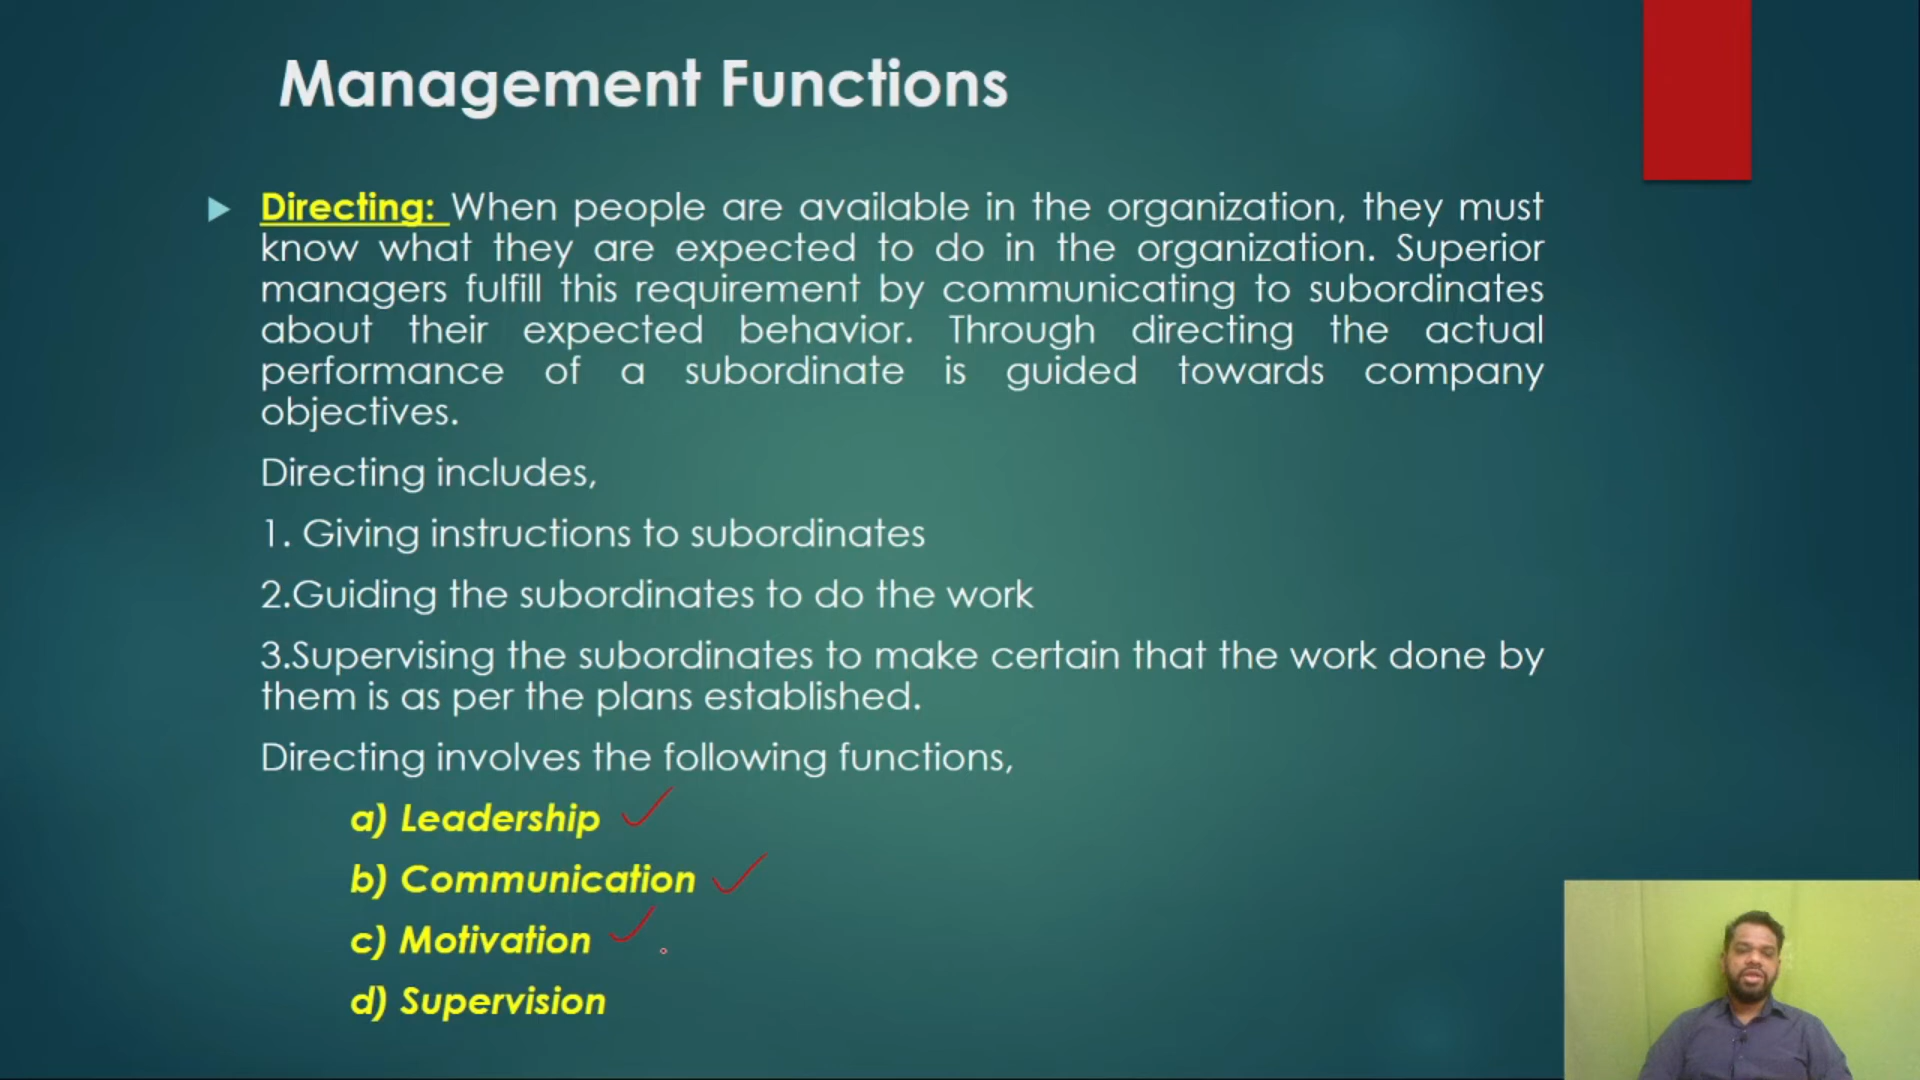 Management Functions
Directing: When people are available in the organization, they must
know what they are expected to do in the organization. Superior
managers fulfill this requirement by communicating to subordinates
about their expected behavior. Through directing the actual
performance of a subordinate is guided towards company
objectives.
Directing includes,
1. Giving instructions to subordinates
2.Guiding the subordinates to do the work
3.Supervising the subordinates to make certain that the work done by
them is as per the plans established.
Directing involves the following functions,
a) Leadership
b) Communication
c) Motivation
d) Supervision